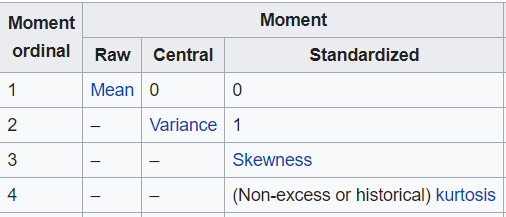 Moment ordinal Moment
Raw Central Standardized
1 Mean 0 0
2 – Variance 1
3 – – Skewness
4 – – (Non-excess or historical) kurtosis